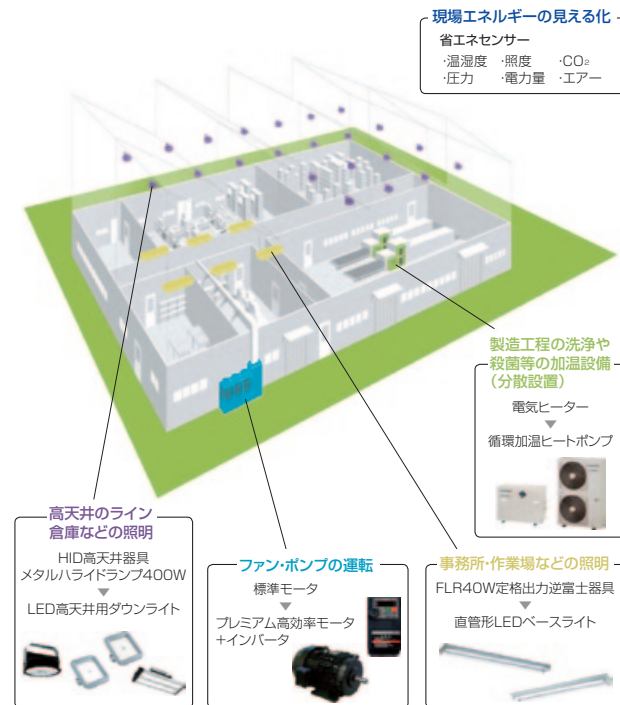 現場エネルギーの見える化
省エネセンサー
・温湿度 ・照度 ・CO₂
・圧力 ・電力量 ・エアー
製造工程の洗浄や
殺菌等の加温設備
(分散設置)
電気ヒーター
▼
循環加温ヒートポンプ
高天井のライン
倉庫などの照明
HID高天井器具
メタルハライドランプ400W
▼
LED高天井用ダウンライト
ファン・ポンプの運転
標準モータ
▼
プレミアム高効率モータ
+インバータ
事務所・作業場などの照明
FLR40W定格出力逆富士器具
▼
直管形LEDベースライト